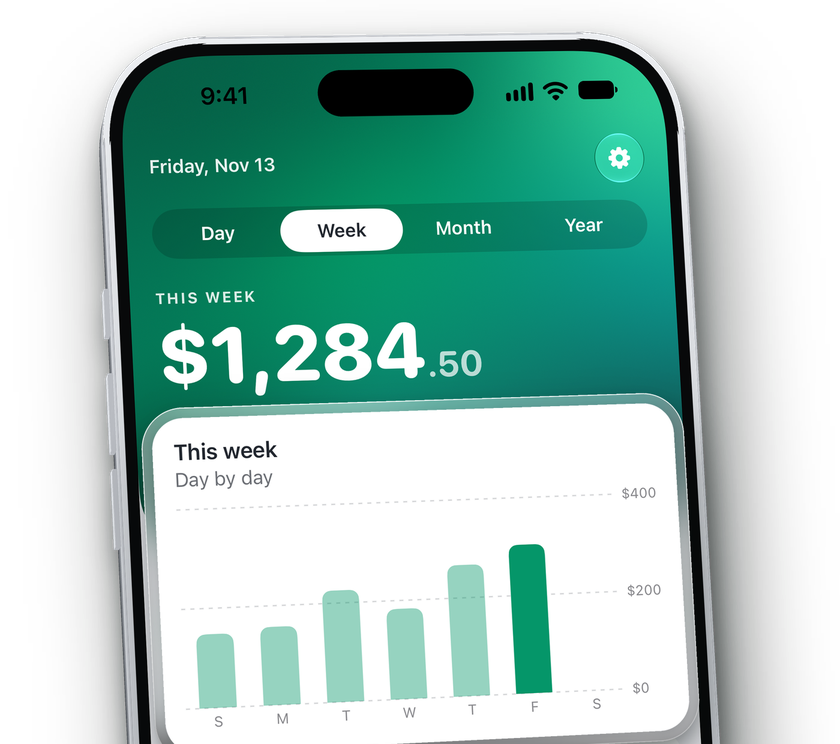 9:41
Friday, Nov 13
Day Week Month Year
THIS WEEK
$1,284.50
This week
Day by day
$400
$200
$0
S M T W T F S